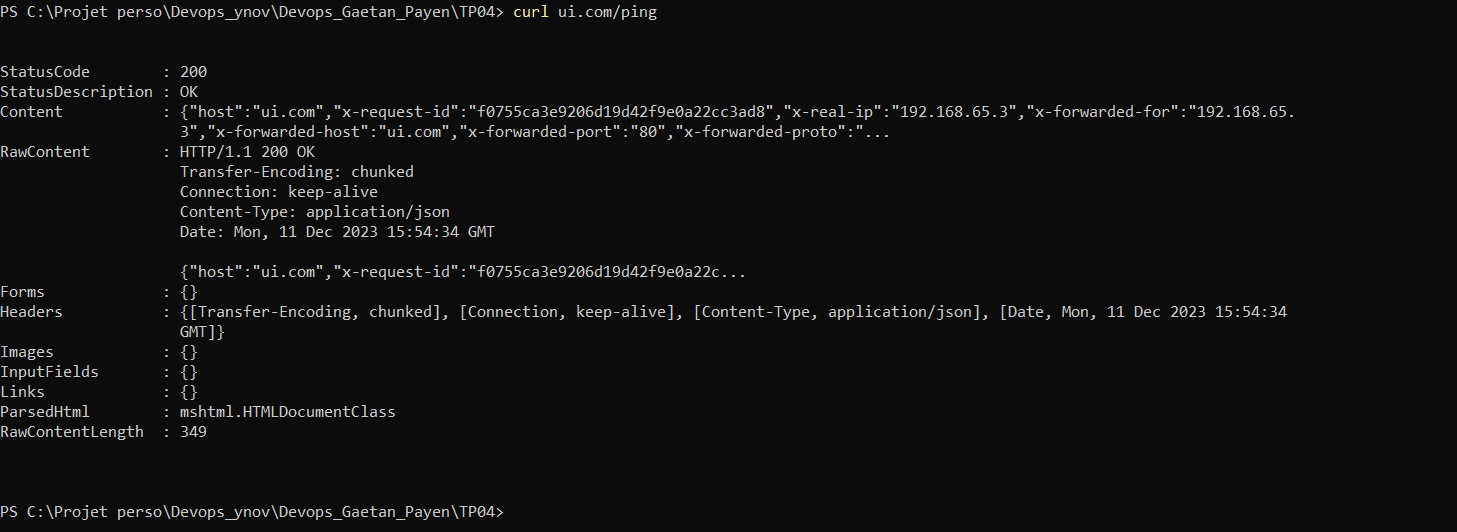 PS C:\Projet perso\Devops_ynov\Devops_Gaetan_Payen\TP04> curl ui.com/ping
StatusCode        : 200
StatusDescription : OK
Content           : {"host":"ui.com","x-request-id":"f0755ca3e9206d19d42f9e0a22cc3ad8","x-real-ip":"192.168.65.3","x-forwarded-for":"192.168.65.
                    3","x-forwarded-host":"ui.com","x-forwarded-port":"80","x-forwarded-proto":"...
RawContent        : HTTP/1.1 200 OK
                    Transfer-Encoding: chunked
                    Connection: keep-alive
                    Content-Type: application/json
                    Date: Mon, 11 Dec 2023 15:54:34 GMT
                    {"host":"ui.com","x-request-id":"f0755ca3e9206d19d42f9e0a22c...
Forms             : {}
Headers           : {[Transfer-Encoding, chunked], [Connection, keep-alive], [Content-Type, application/json], [Date, Mon, 11 Dec 2023 15:54:34
                    GMT]}
Images            : {}
InputFields       : {}
Links             : {}
ParsedHtml        : mshtml.HTMLDocumentClass
RawContentLength  : 349
PS C:\Projet perso\Devops_ynov\Devops_Gaetan_Payen\TP04>